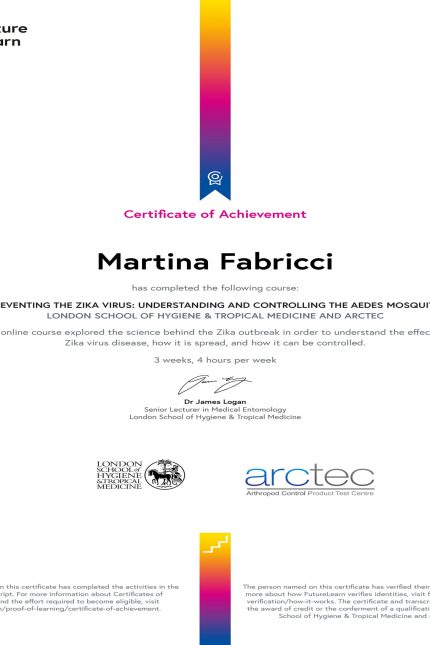 ture
arn
Certificate of Achievement
Martina Fabricci
has completed the following course:
EVENTING THE ZIKA VIRUS: UNDERSTANDING AND CONTROLLING THE AEDES MOSQUIT
LONDON SCHOOL OF HYGIENE & TROPICAL MEDICINE AND ARCTEC
online course explored the science behind the Zika outbreak in order to understand the effec
Zika virus disease, how it is spread, and how it can be controlled.
3 weeks, 4 hours per week
Dr James Logan
Senior Lecturer in Medical Entomology
London School of Hygiene & Tropical Medicine
LONDON
SCHOOL of
HYGIENE
& TROPICAL
MEDICINE
arctec
Arthropod Control Product Test Centre
n this certificate has completed the activities in the
ript. For more information about Certificates of
nd the effort required to become eligible, visit
/proof-of-learning/certificate-of-achievement.
The person named on this certificate has verified their
more about how FutureLearn verifies identities, visit f
verification/how-it-works. The certificate and transcr
the award of credit or the conferment of a qualificati
School of Hygiene & Tropical Medicine and